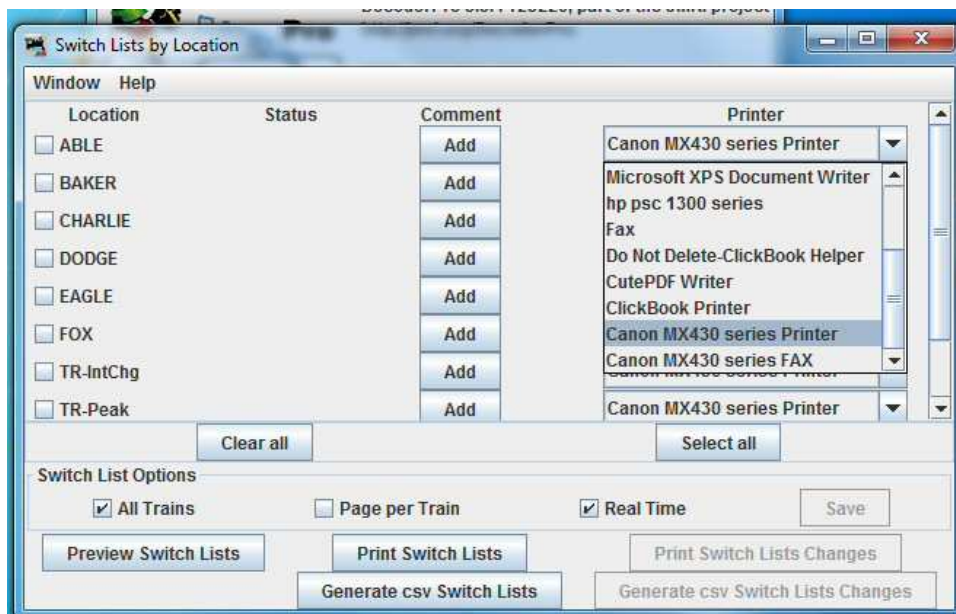 Pro
Switch Lists by Location
Window Help
Location Status Comment Printer
ABLE Add Canon MX430 series Printer
BAKER Add Microsoft XPS Document Writer
hp psc 1300 series
CHARLIE Add Fax
DODGE Add Do Not Delete-ClickBook Helper
CutePDF Writer
EAGLE Add ClickBook Printer
FOX Add Canon MX430 series Printer
TR-IntChg Add Canon MX430 series FAX
TR-Peak Add Canon MX430 series Printer
Clear all Select all
Switch List Options
All Trains Page per Train Real Time Save
Preview Switch Lists Print Switch Lists Print Switch Lists Changes
Generate csv Switch Lists Generate csv Switch Lists Changes